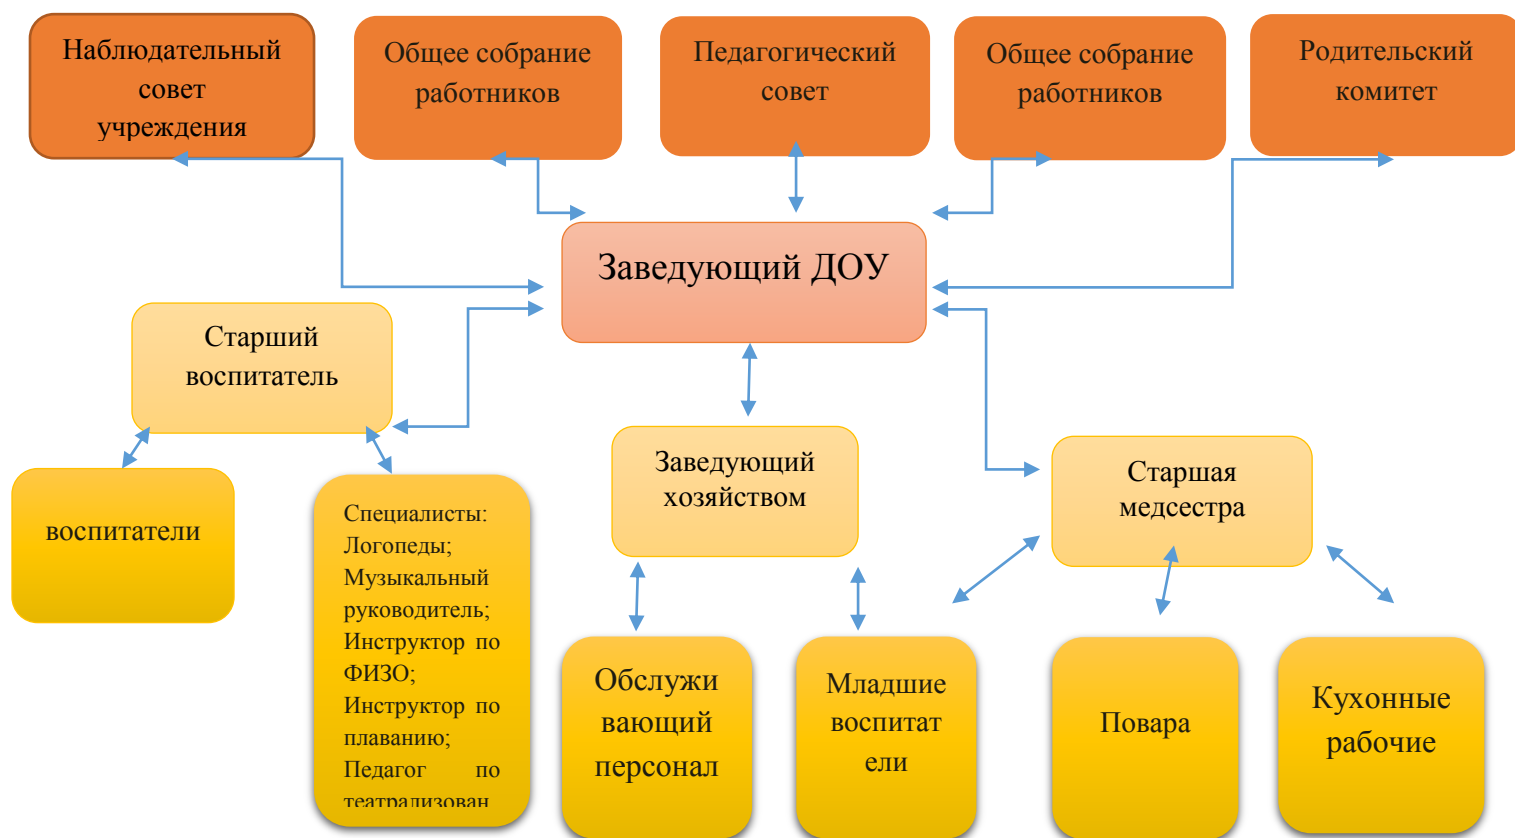 Наблюдательный
совет
учреждения
Общее собрание
работников
Педагогический
совет
Общее собрание
работников
Родительский
комитет
Заведующий ДОУ
Старший
воспитатель
Заведующий
хозяйством
Старшая
медсестра
воспитатели
Специалисты:
Логопеды;
Музыкальный
руководитель;
Инструктор по
ФИЗО;
Инструктор по
плаванию;
Педагог по
театрализован
Обслужи
вающий
персонал
Младшие
воспитат
ели
Повара
Кухонные
рабочие